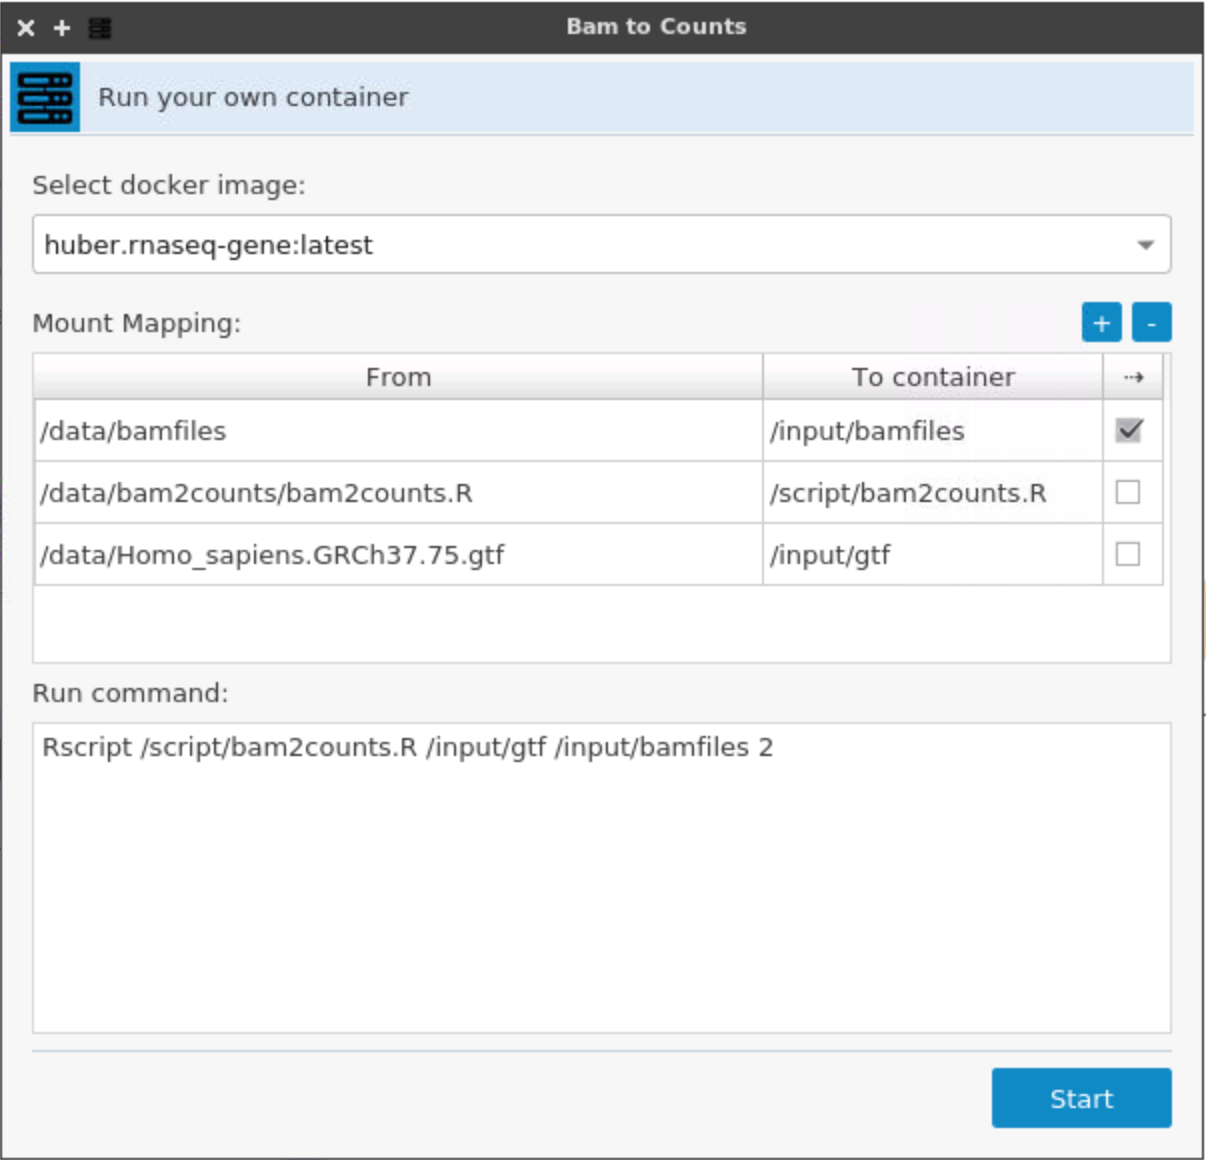 Bam to Counts
Run your own container
Select docker image:
huber.rnaseq-gene:latest
Mount Mapping:
+ -
From To container ⇢
/data/bamfiles /input/bamfiles
/data/bam2counts/bam2counts.R /script/bam2counts.R
/data/Homo_sapiens.GRCh37.75.gtf /input/gtf
Run command:
Rscript /script/bam2counts.R /input/gtf /input/bamfiles 2
Start